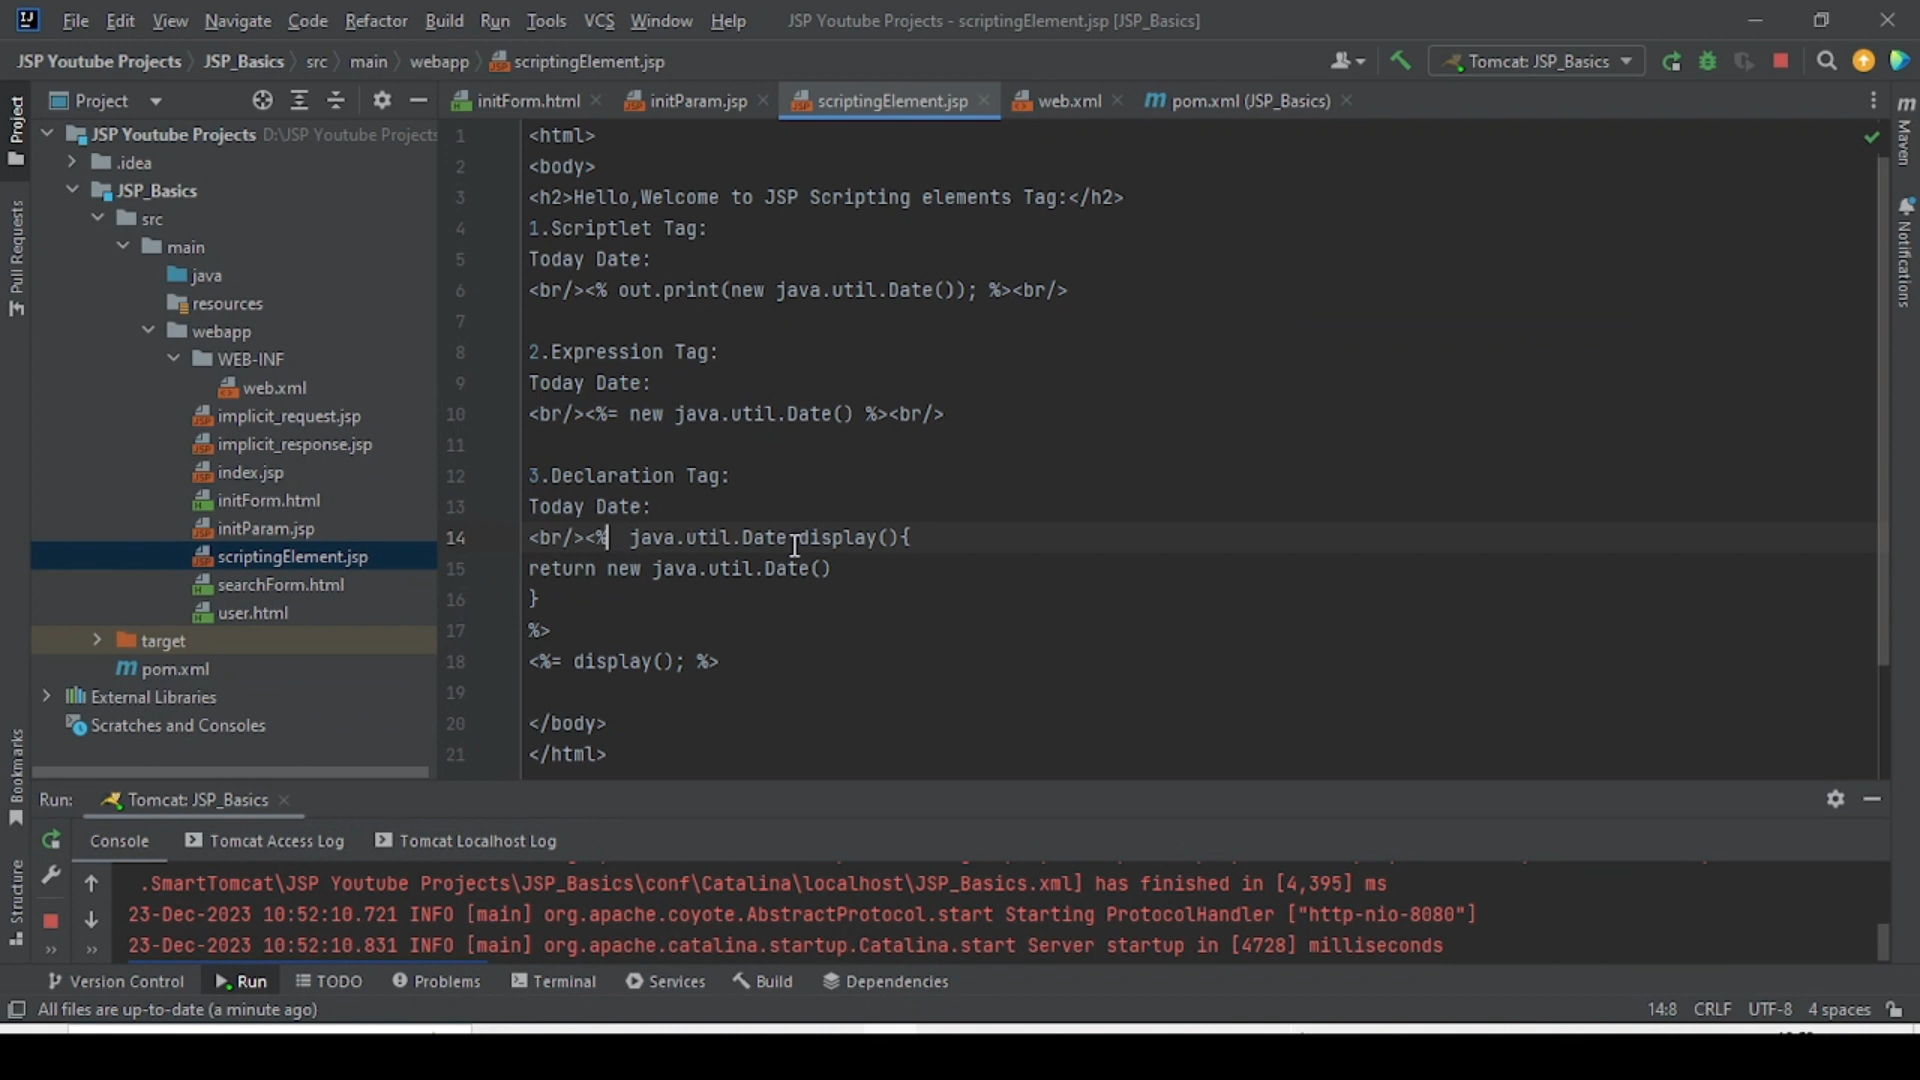 File Edit View Navigate Code Refactor Build Run Tools VCS Window Help JSP Youtube Projects - scriptingElement.jsp [JSP_Basics]
JSP Youtube Projects JSP_Basics src main webapp scriptingElement.jsp Tomcat: JSP_Basics
Project initForm.html initParam.jsp scriptingElement.jsp web.xml pom.xml (JSP_Basics)
Project
Pull Requests
Bookmarks
Structure
JSP Youtube Projects D:\JSP Youtube Projects
.idea
JSP_Basics
src
main
java
resources
webapp
WEB-INF
web.xml
implicit_request.jsp
implicit_response.jsp
index.jsp
initForm.html
initParam.jsp
scriptingElement.jsp
searchForm.html
user.html
target
pom.xml
External Libraries
Scratches and Consoles
1 <html>
2 <body>
3 <h2>Hello,Welcome to JSP Scripting elements Tag:</h2>
4 1.Scriptlet Tag:
5 Today Date:
6 <br/><% out.print(new java.util.Date()); %><br/>
7
8 2.Expression Tag:
9 Today Date:
10 <br/><%= new java.util.Date() %><br/>
11
12 3.Declaration Tag:
13 Today Date:
14 <br/><% java.util.Date display(){
15 return new java.util.Date()
16 }
17 %>
18 <%= display(); %>
19
20 </body>
21 </html>
Maven
Notifications
Run: Tomcat: JSP_Basics
Console Tomcat Access Log Tomcat Localhost Log
.SmartTomcat\JSP Youtube Projects\JSP_Basics\conf\Catalina\localhost\JSP_Basics.xml] has finished in [4,395] ms
23-Dec-2023 10:52:10.721 INFO [main] org.apache.coyote.AbstractProtocol.start Starting ProtocolHandler ["http-nio-8080"]
23-Dec-2023 10:52:10.831 INFO [main] org.apache.catalina.startup.Catalina.start Server startup in [4728] milliseconds
Version Control Run TODO Problems Terminal Services Build Dependencies
All files are up-to-date (a minute ago) 14:8 CRLF UTF-8 4 spaces